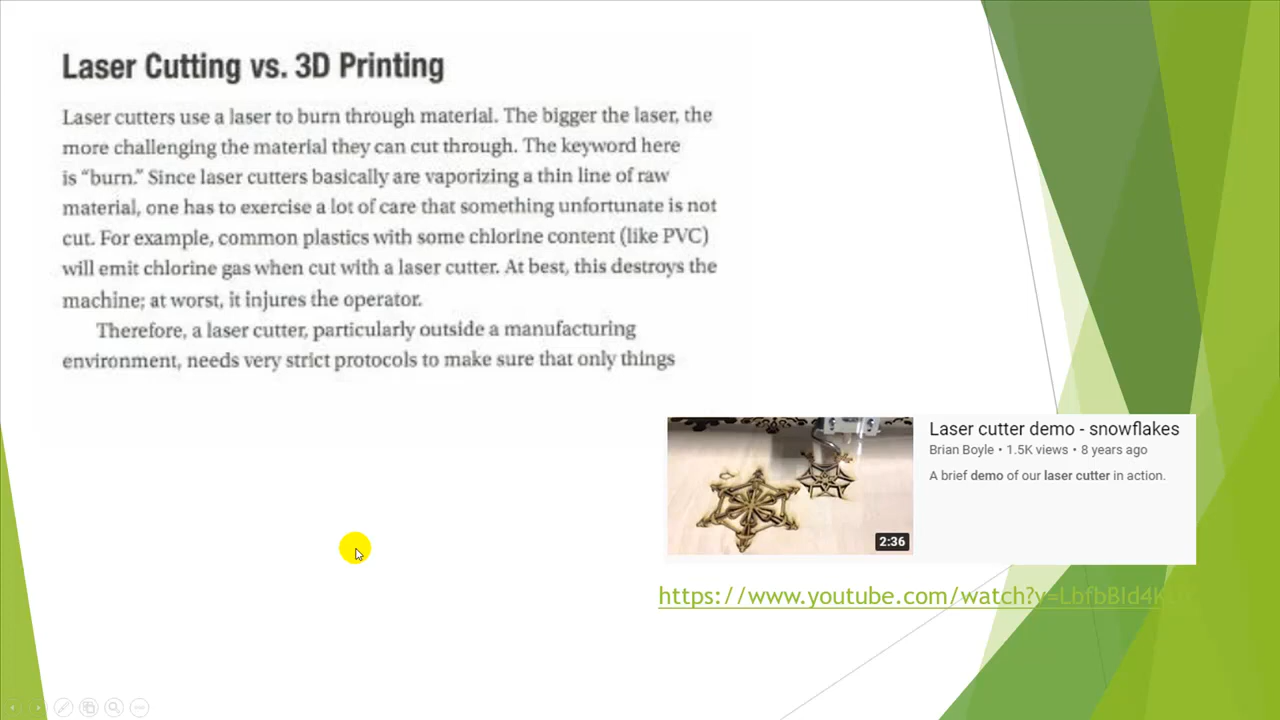 Laser Cutting vs. 3D Printing
Laser cutters use a laser to burn through material. The bigger the laser, the
more challenging the material they can cut through. The keyword here
is “burn.” Since laser cutters basically are vaporizing a thin line of raw
material, one has to exercise a lot of care that something unfortunate is not
cut. For example, common plastics with some chlorine content (like PVC)
will emit chlorine gas when cut with a laser cutter. At best, this destroys the
machine; at worst, it injures the operator.
Therefore, a laser cutter, particularly outside a manufacturing
environment, needs very strict protocols to make sure that only things
Laser cutter demo - snowflakes
Brian Boyle • 1.5K views • 8 years ago
A brief demo of our laser cutter in action.
2:36